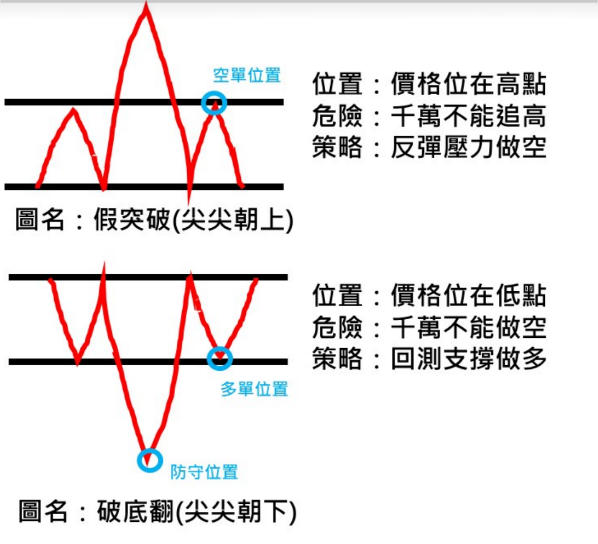 空單位置
位置：價格位在高點
危險：千萬不能追高
策略：反彈壓力做空
圖名：假突破(尖尖朝上)
位置：價格位在低點
危險：千萬不能做空
策略：回測支撐做多
多單位置
防守位置
圖名：破底翻(尖尖朝下)